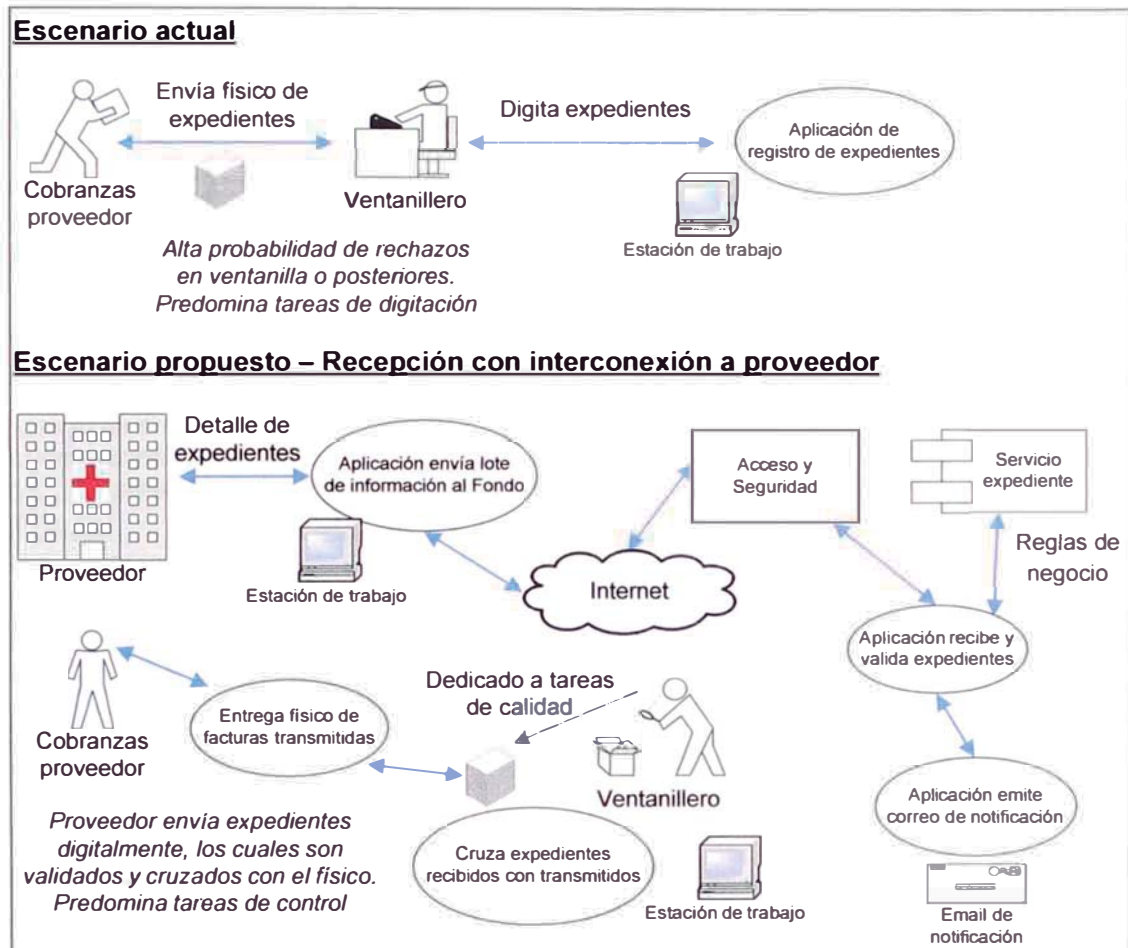 Escenario actual
Envía físico de
expedientes
Digita expedientes
Aplicación de
registro de expedientes
Cobranzas
proveedor
Ventanillero
Estación de trabajo
Alta probabilidad de rechazos
en ventanilla o posteriores.
Predomina tareas de digitación
Escenario propuesto – Recepción con interconexión a proveedor
Detalle de
expedientes
Aplicación envía lote
de información al Fondo
Acceso y
Seguridad
Servicio
expediente
Reglas de
negocio
Proveedor
Estación de trabajo
Internet
Aplicación recibe y
valida expedientes
Dedicado a tareas
de calidad
Entrega físico de
facturas transmitidas
Cobranzas
proveedor
Ventanillero
Aplicación emite
correo de notificación
Proveedor envía expedientes
digitalmente, los cuales son
validados y cruzados con el físico.
Predomina tareas de control
Cruza expedientes
recibidos con transmitidos
Estación de trabajo
Email de
notificación